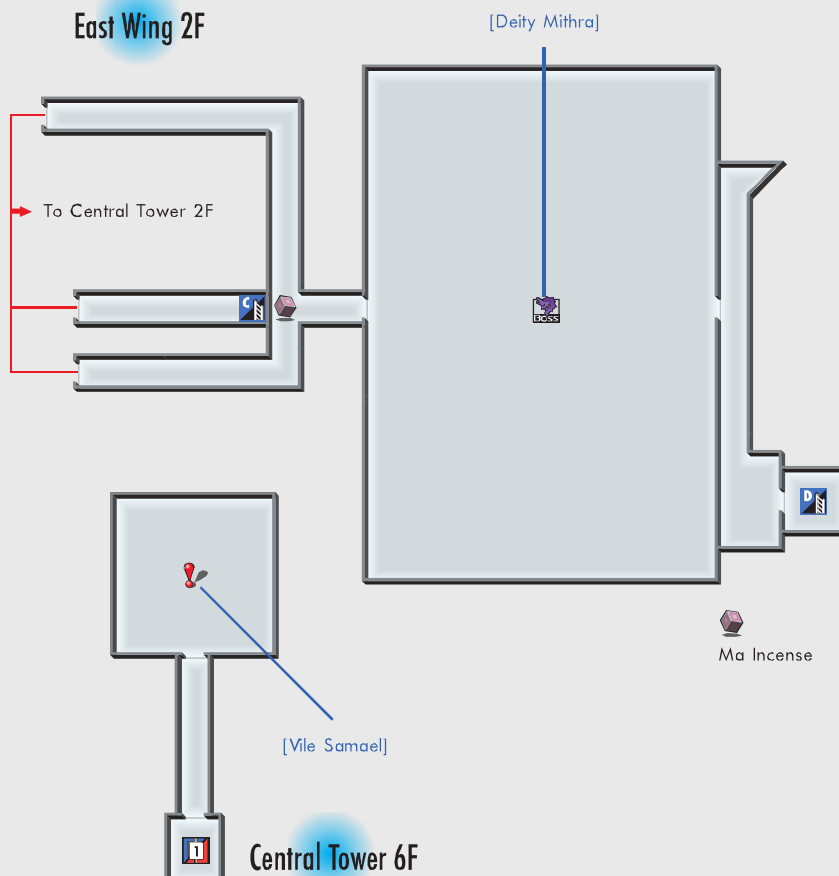 East Wing 2F
[Deity Mithra]
To Central Tower 2F
C
BOSS
D
Ma Incense
[Vile Samael]
1
Central Tower 6F